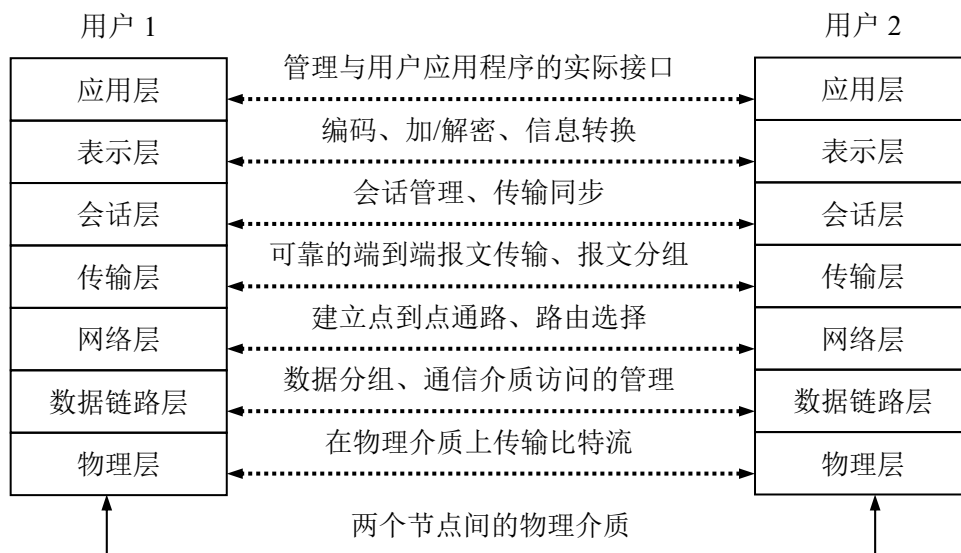 用户 1
用户 2
应用层
管理与用户应用程序的实际接口
应用层
表示层
编码、加/解密、信息转换
表示层
会话层
会话管理、传输同步
会话层
传输层
可靠的端到端报文传输、报文分组
传输层
网络层
建立点到点通路、路由选择
网络层
数据链路层
数据分组、通信介质访问的管理
数据链路层
物理层
在物理介质上传输比特流
物理层
两个节点间的物理介质